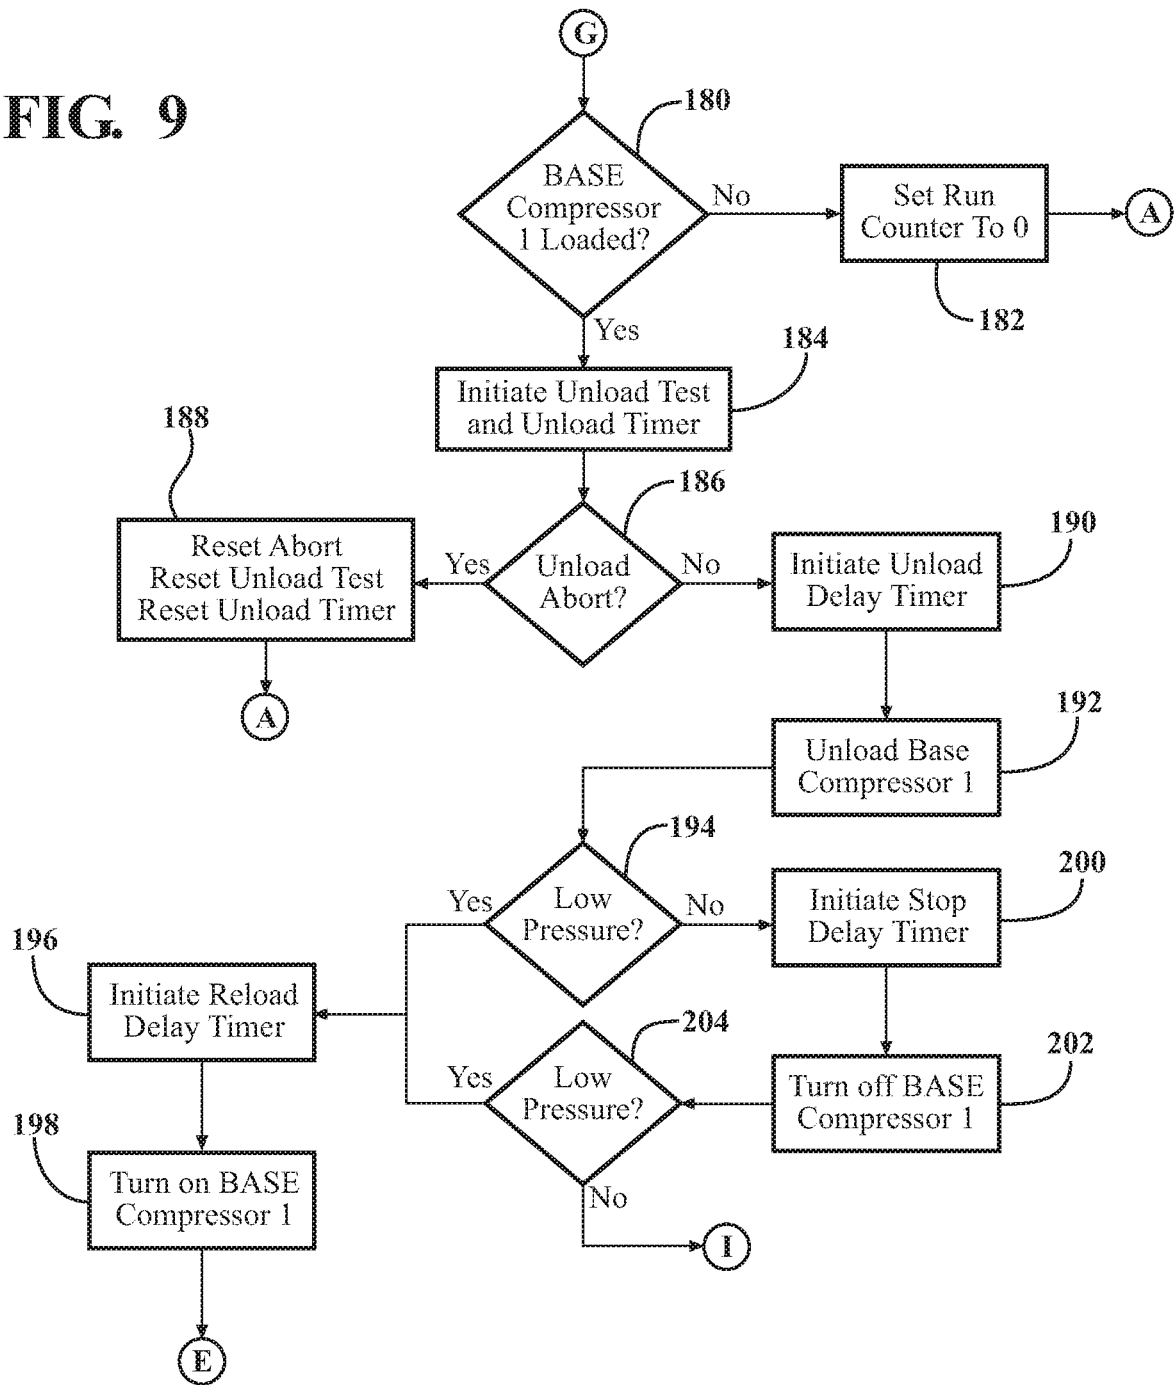 G
FIG. 9
180
BASE
Compressor
1 Loaded?
No
Set Run
Counter To 0
A
182
Yes
184
Initiate Unload Test
and Unload Timer
188
186
190
Reset Abort
Reset Unload Test
Reset Unload Timer
Yes
Unload
Abort?
No
Initiate Unload
Delay Timer
A
192
Unload Base
Compressor 1
194
200
Yes
Low
Pressure?
No
Initiate Stop
Delay Timer
196
Initiate Reload
Delay Timer
204
202
Yes
Low
Pressure?
Turn off BASE
Compressor 1
198
Turn on BASE
Compressor 1
No
I
E